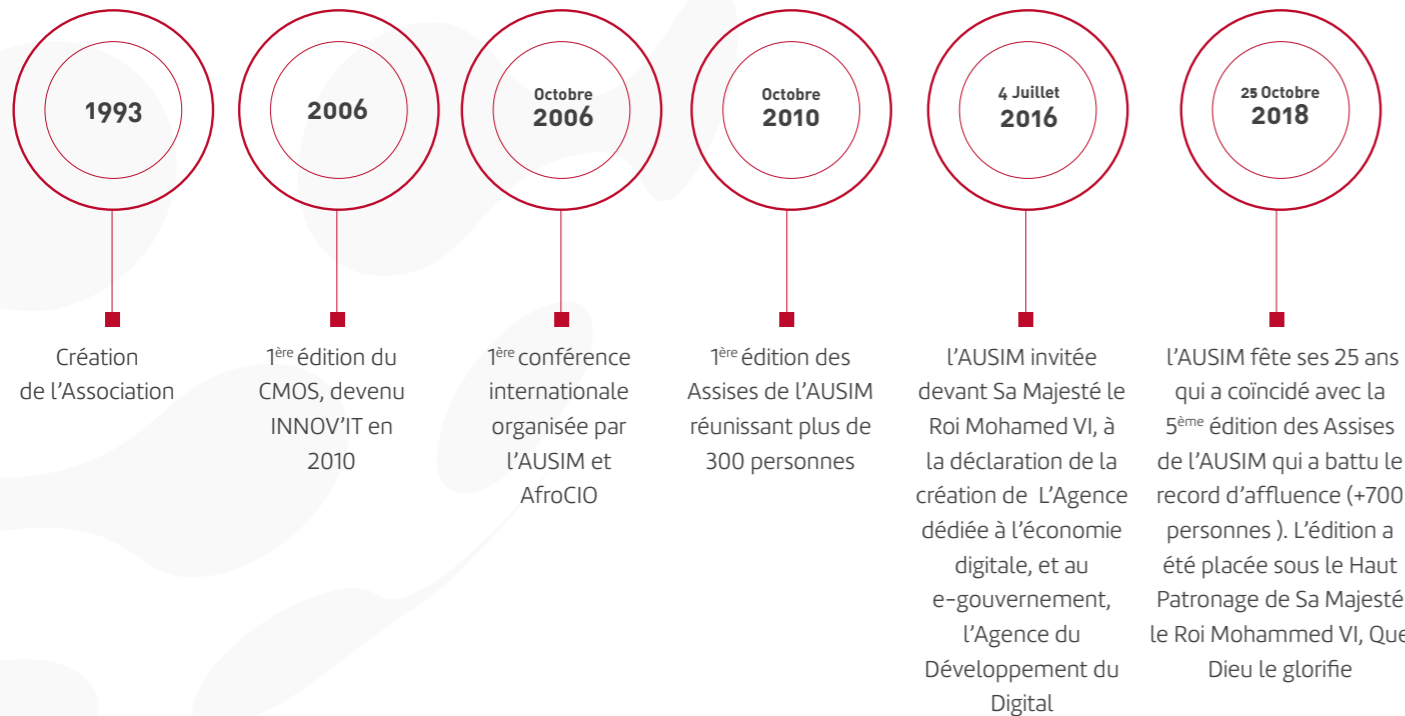 1993
Création
de l'Association
2006
1ère édition du
CMOS, devenu
INNOV'IT en
2010
Octobre
2006
1ère conférence
internationale
organisée par
l'AUSIM et
AfroCIO
Octobre
2010
1ère édition des
Assises de l'AUSIM
réunissant plus de
300 personnes
4 Juillet
2016
l'AUSIM invitée
devant Sa Majesté le
Roi Mohamed VI, à
la déclaration de la
création de L'Agence
dédiée à l'économie
digitale, et au
e-gouvernement,
l'Agence du
Développement du
Digital
25 Octobre
2018
l'AUSIM fête ses 25 ans
qui a coïncidé avec la
5ème édition des Assises
de l'AUSIM qui a battu le
record d'affluence (+700
personnes ). L'édition a
été placée sous le Haut
Patronage de Sa Majesté
le Roi Mohammed VI, Que
Dieu le glorifie